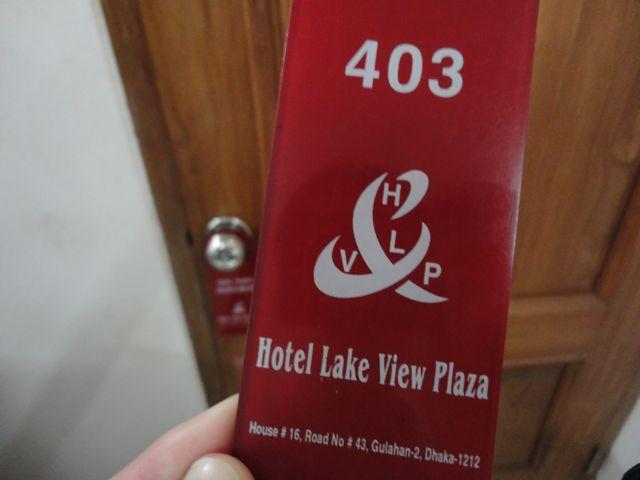 403
H
L
V P
Hotel Lake View Plaza
House # 16, Road No # 43, Gulahan-2, Dhaka-1212